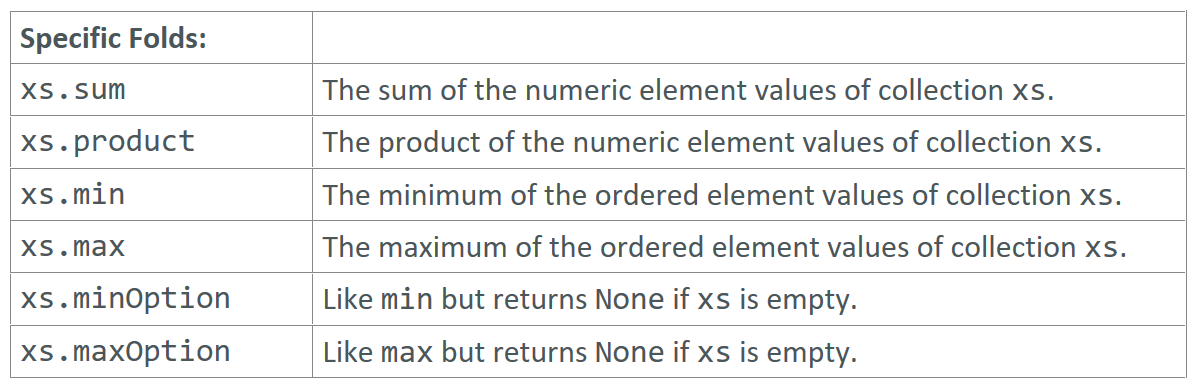 Specific Folds:
xs.sum The sum of the numeric element values of collection xs.
xs.product The product of the numeric element values of collection xs.
xs.min The minimum of the ordered element values of collection xs.
xs.max The maximum of the ordered element values of collection xs.
xs.minOption Like min but returns None if xs is empty.
xs.maxOption Like max but returns None if xs is empty.